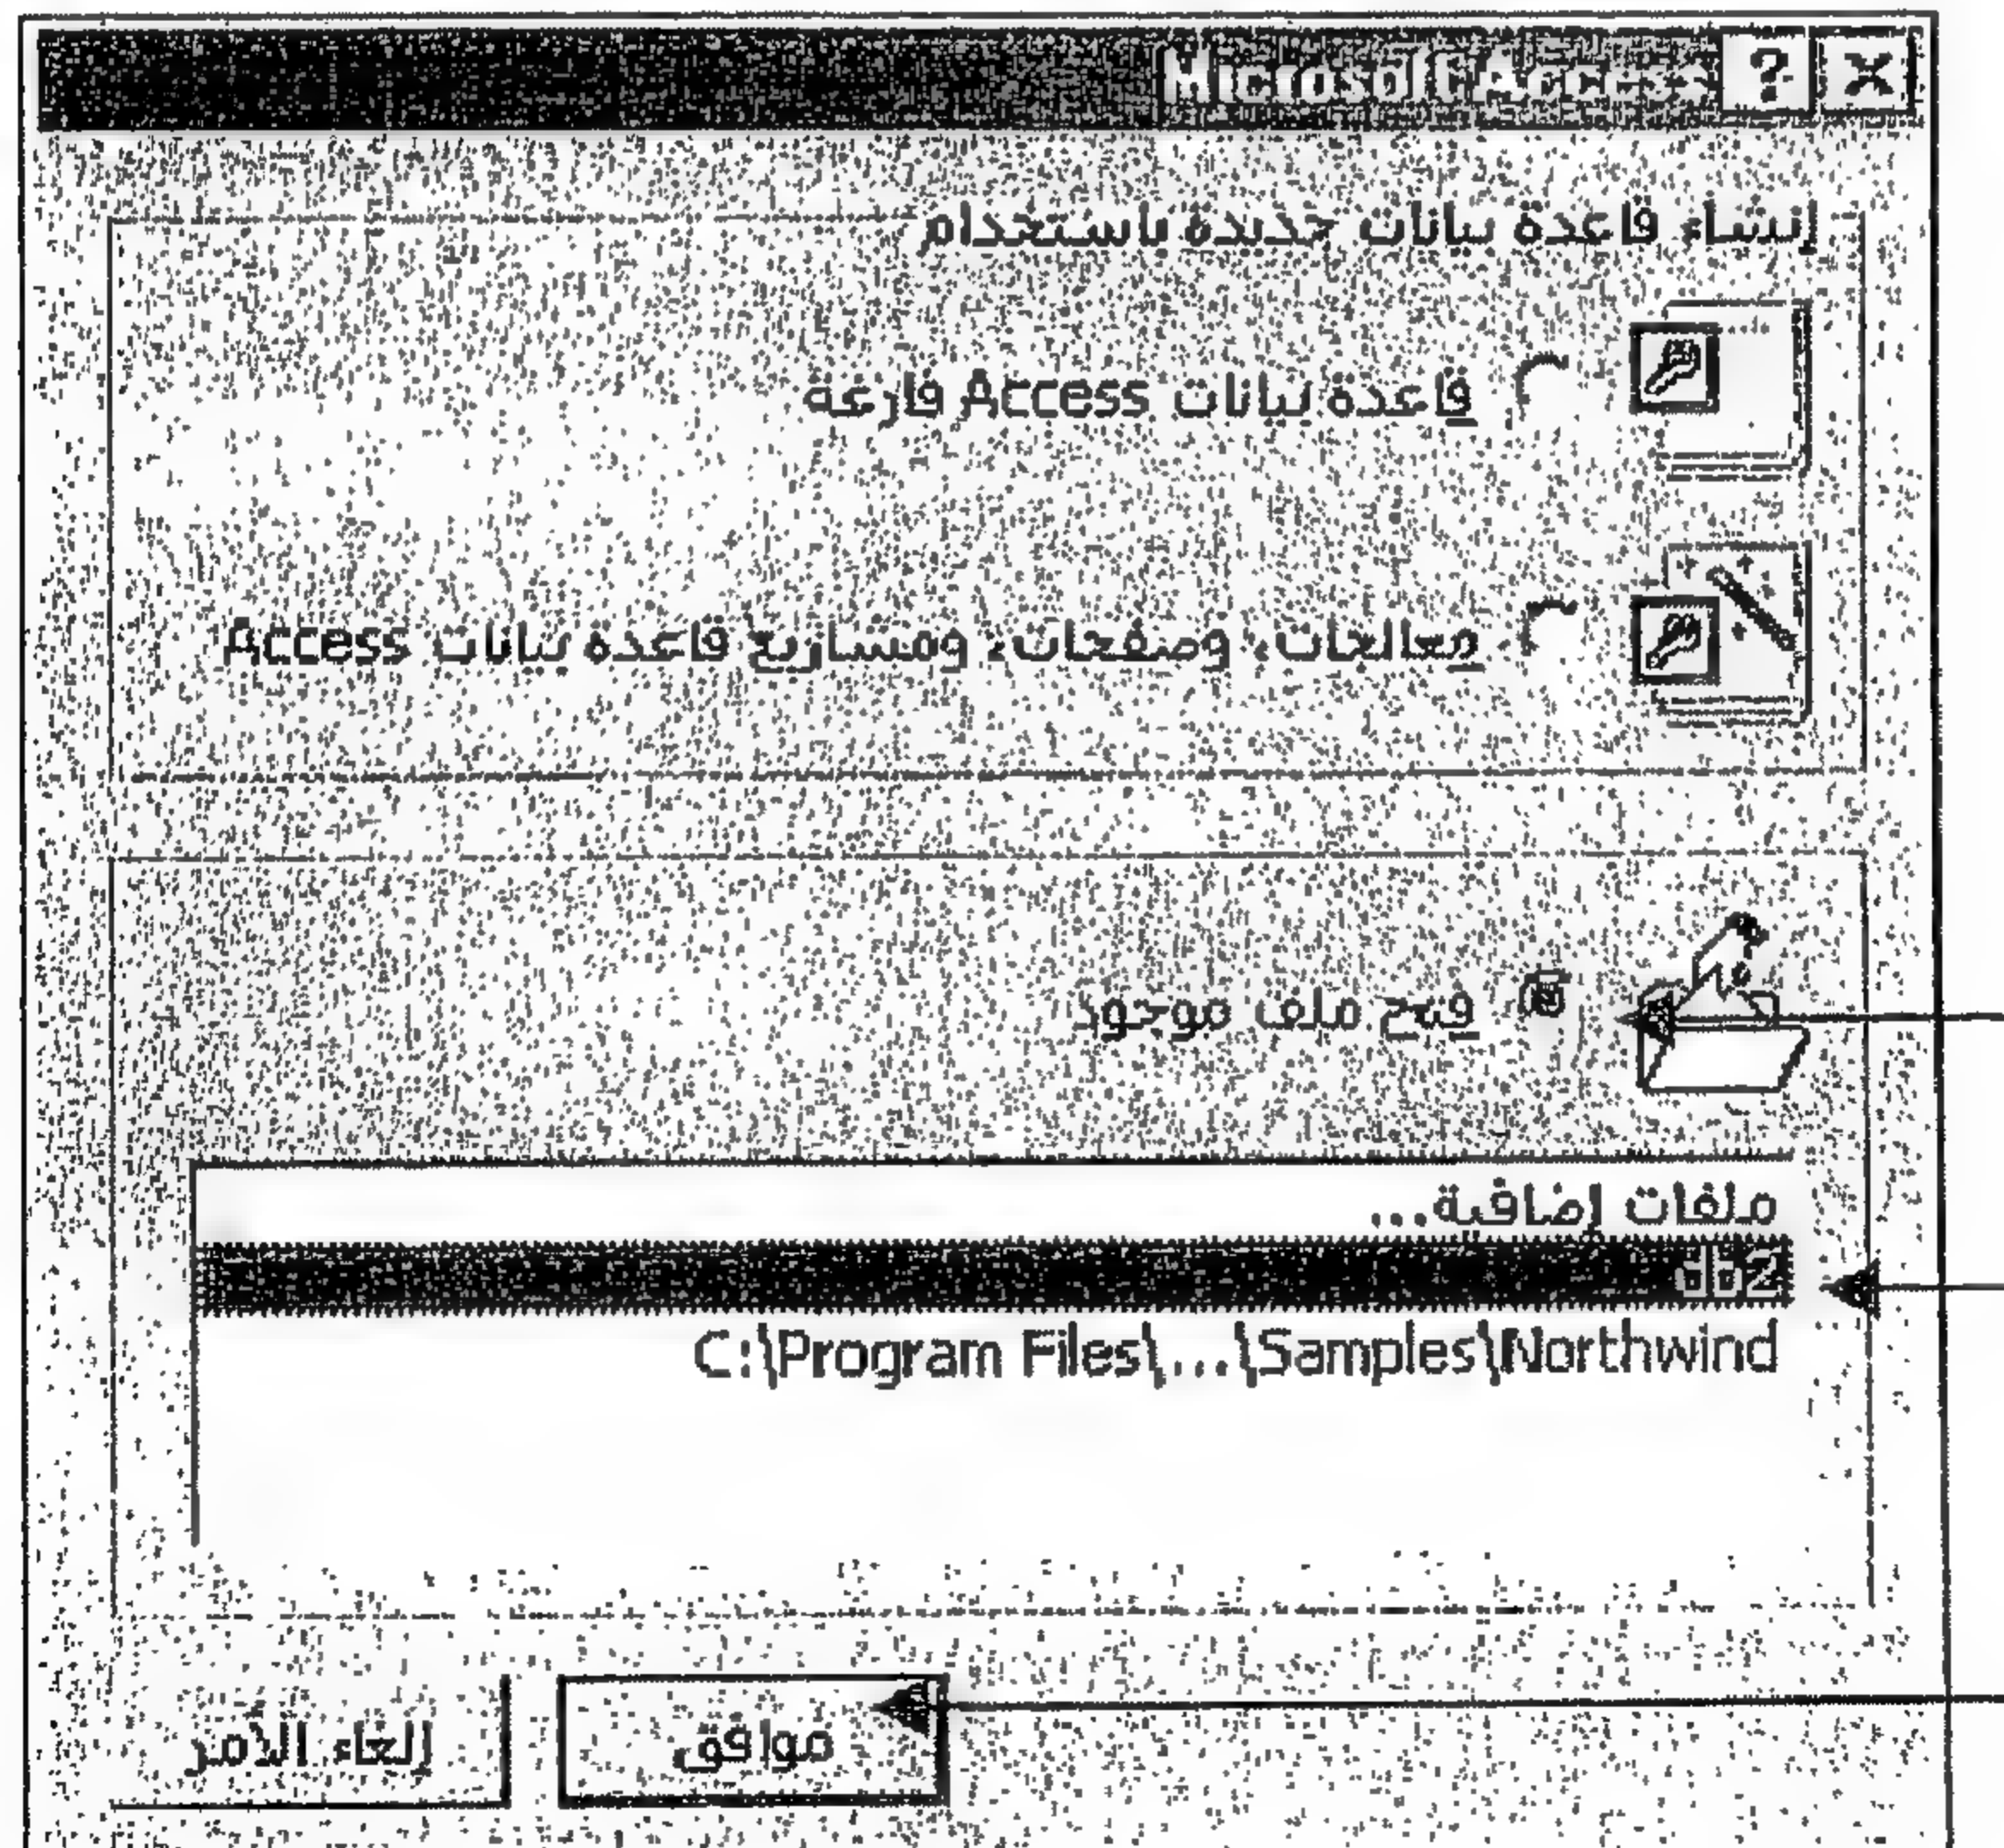 Microsoft Access
إنشاء قاعدة بيانات جديدة باستخدام
قاعدة بيانات Access فارغة
معالجات، وصفحات، ومشاريع قاعدة بيانات Access
فتح ملف موجود
ملفات إضافية...
db2
C:\Program Files\...\Samples\Northwind
موافق
إلغاء الأمر